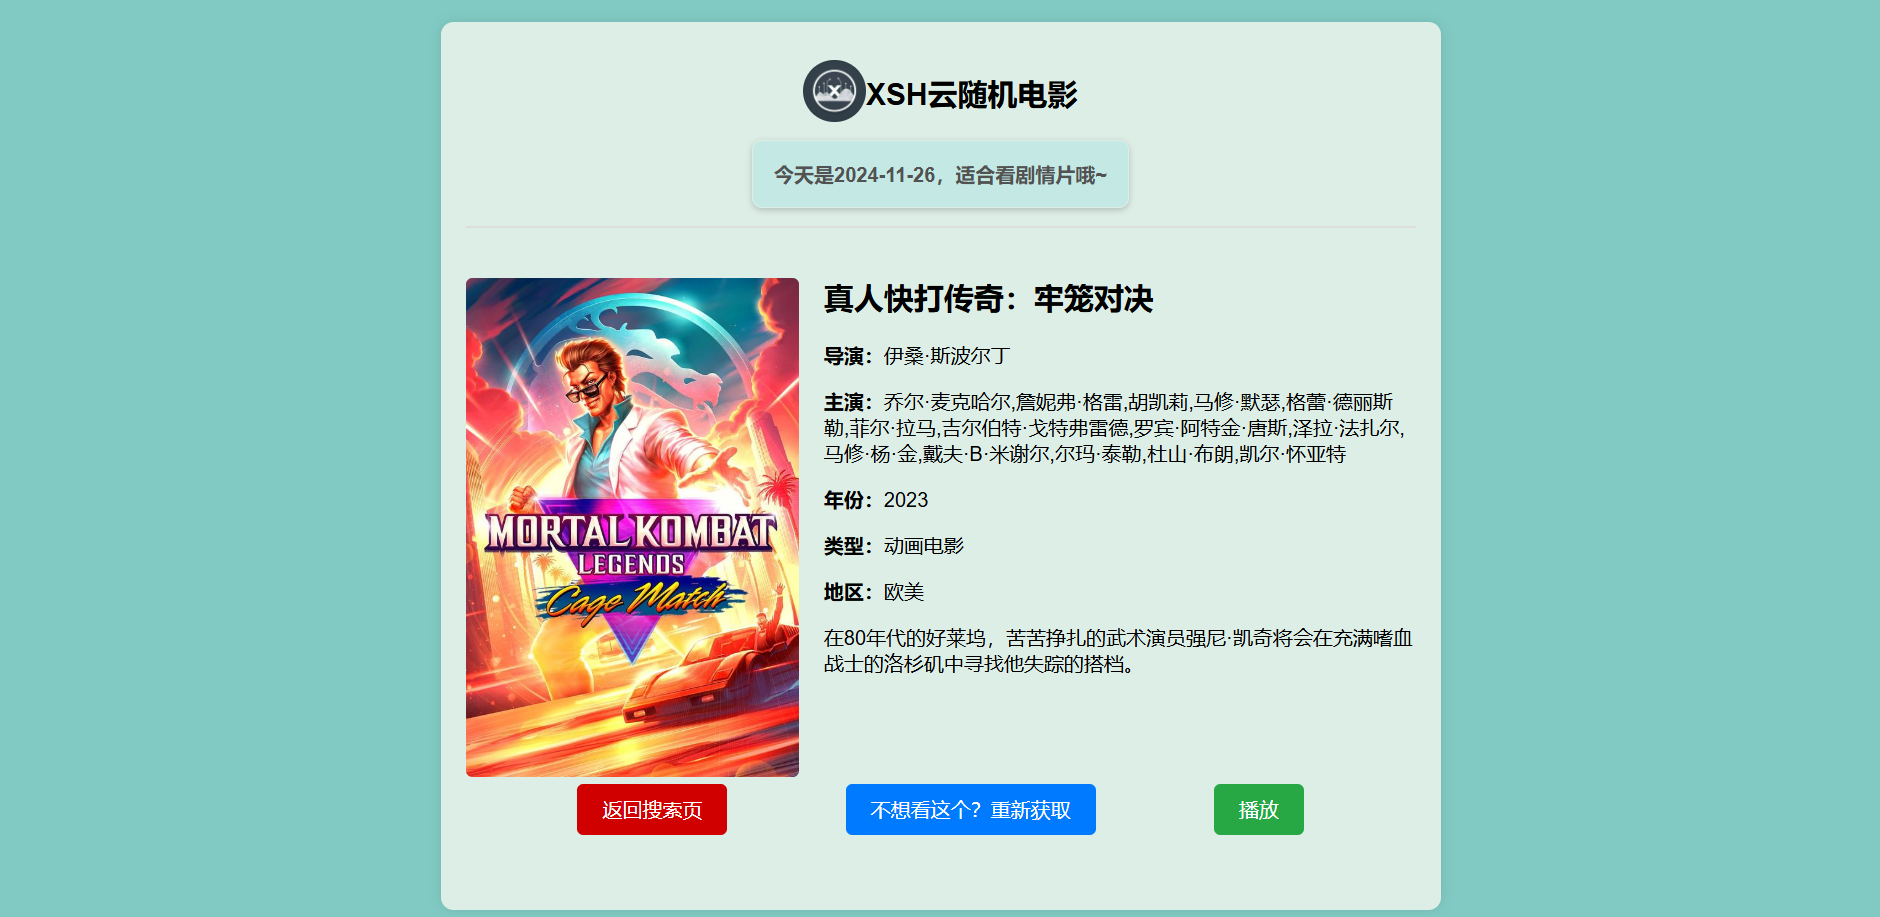 XSH云随机电影
今天是2024-11-26，适合看剧情片哦~
真人快打传奇：牢笼对决
导演：伊桑·斯波尔丁
主演：乔尔·麦克哈尔,詹妮弗·格雷,胡凯莉,马修·默瑟,格蕾·德丽斯
勒,菲尔·拉马,吉尔伯特·戈特弗雷德,罗宾·阿特金·唐斯,泽拉·法扎尔,
马修·杨·金,戴夫·B·米谢尔,尔玛·泰勒,杜山·布朗,凯尔·怀亚特
年份：2023
类型：动画电影
地区：欧美
在80年代的好莱坞，苦苦挣扎的武术演员强尼·凯奇将会在充满嗜血
战士的洛杉矶中寻找他失踪的搭档。
MORTAL KOMBAT
LEGENDS
Cage Match
返回搜索页
不想看这个？重新获取
播放